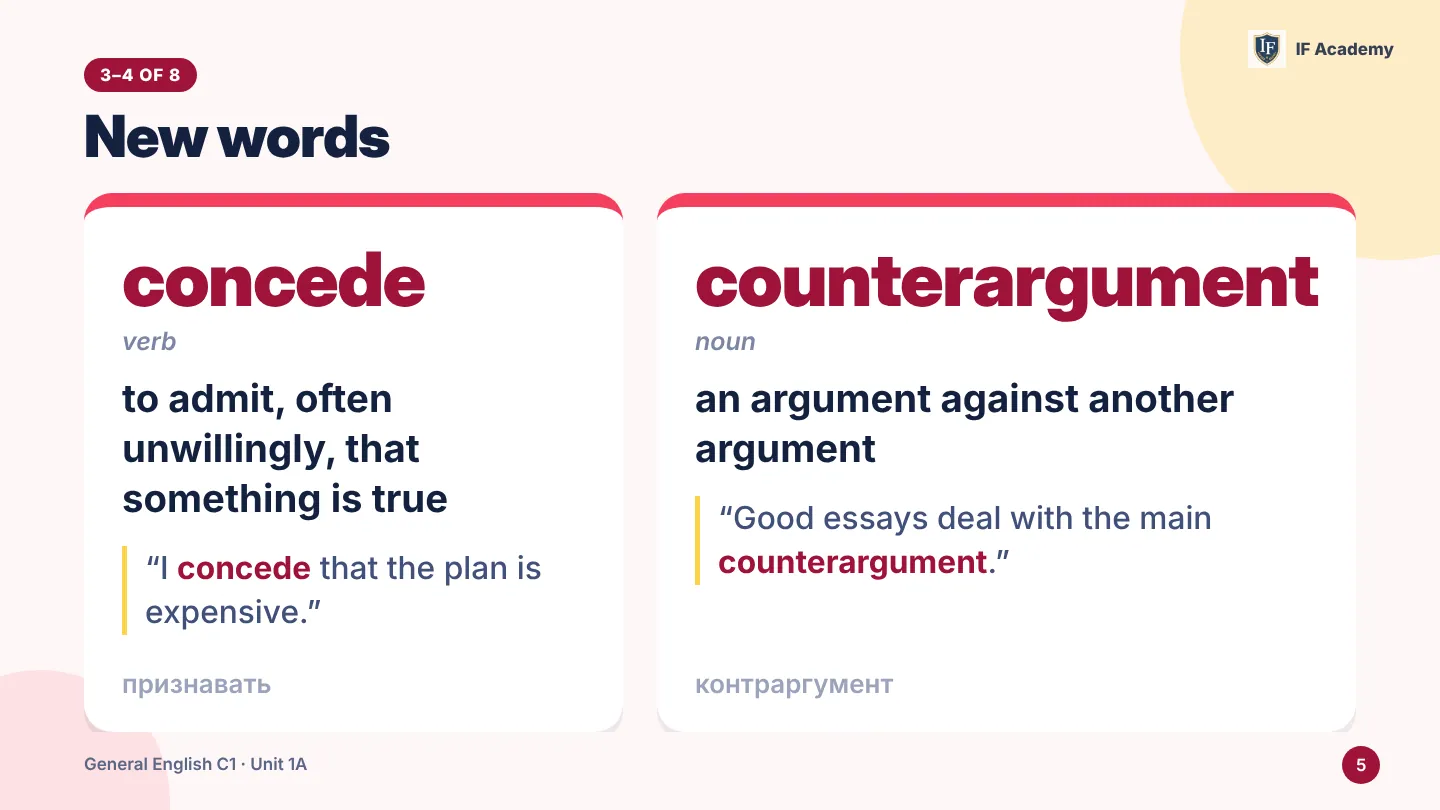 IF IF Academy
3–4 OF 8
New words
concede
verb
to admit, often
unwillingly, that
something is true
“I concede that the plan is
expensive.”
признавать
counterargument
noun
an argument against another
argument
“Good essays deal with the main
counterargument.”
контраргумент
General English C1 · Unit 1A
5